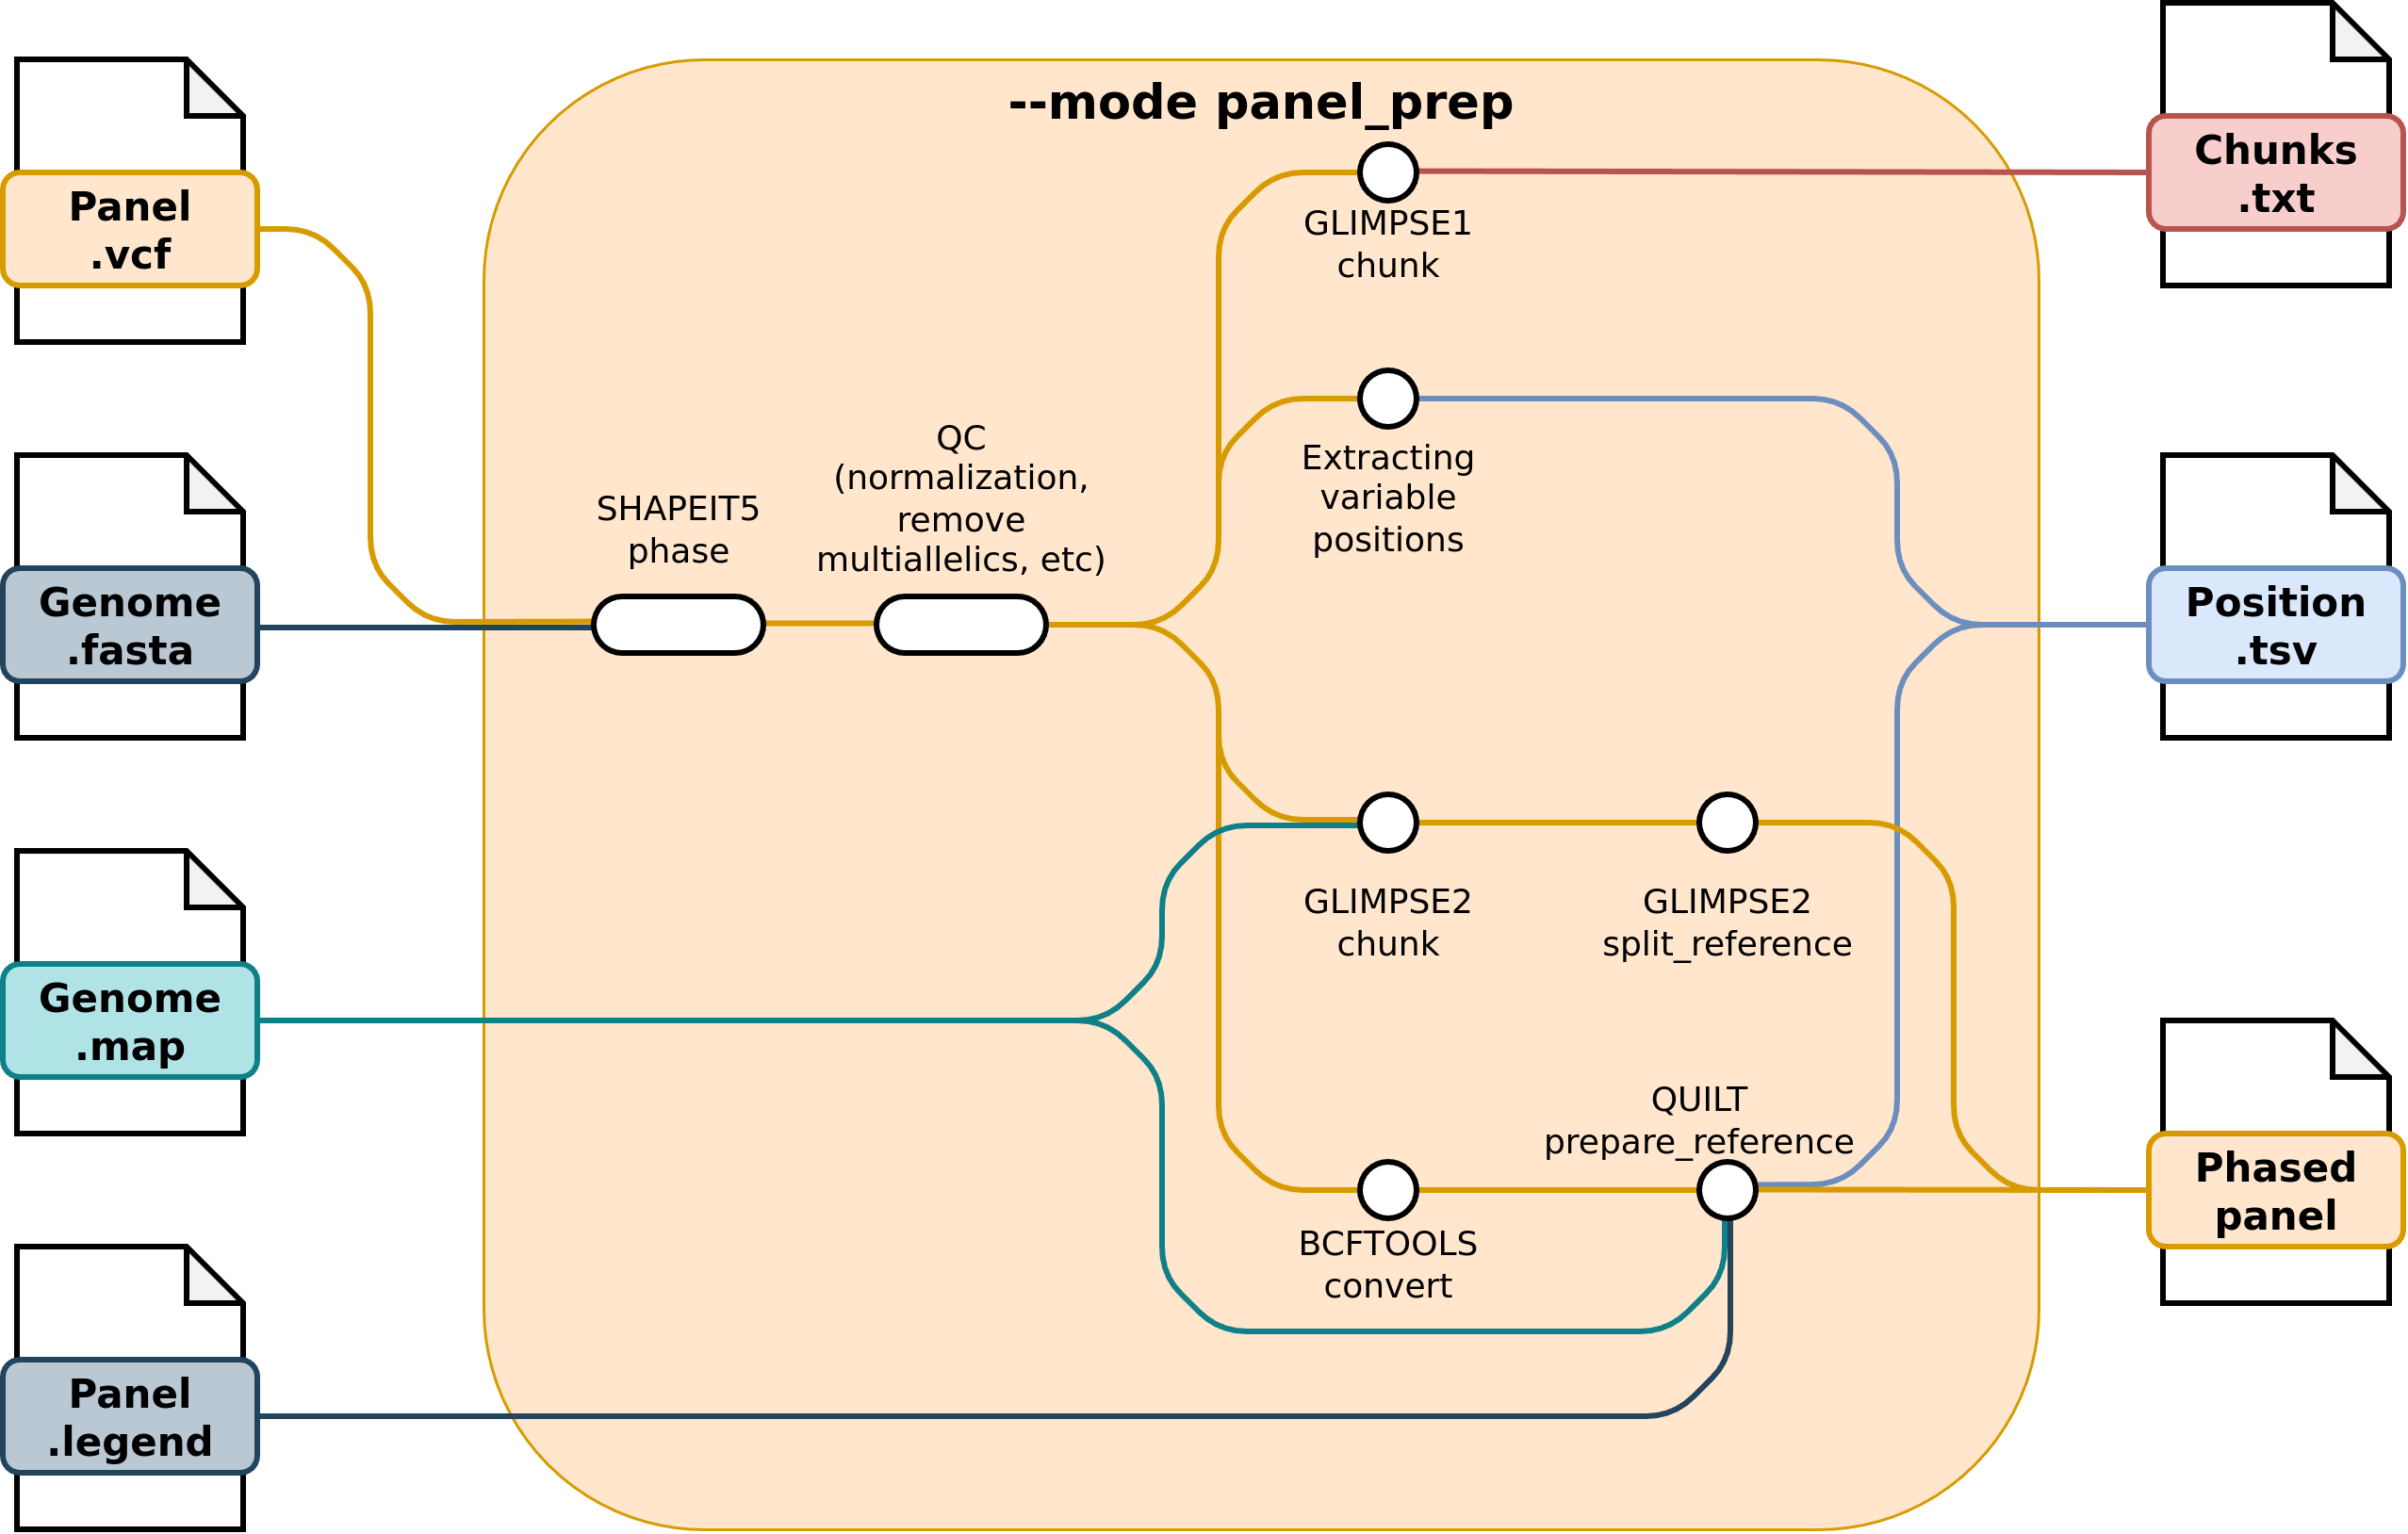 --mode panel_prep
Panel
.vcf
Genome
.fasta
Genome
.map
Panel
.legend
SHAPEIT5
phase
QC
(normalization,
remove
multiallelics, etc)
GLIMPSE1
chunk
Extracting
variable
positions
GLIMPSE2
chunk
GLIMPSE2
split_reference
QUILT
prepare_reference
BCFTOOLS
convert
Chunks
.txt
Position
.tsv
Phased
panel